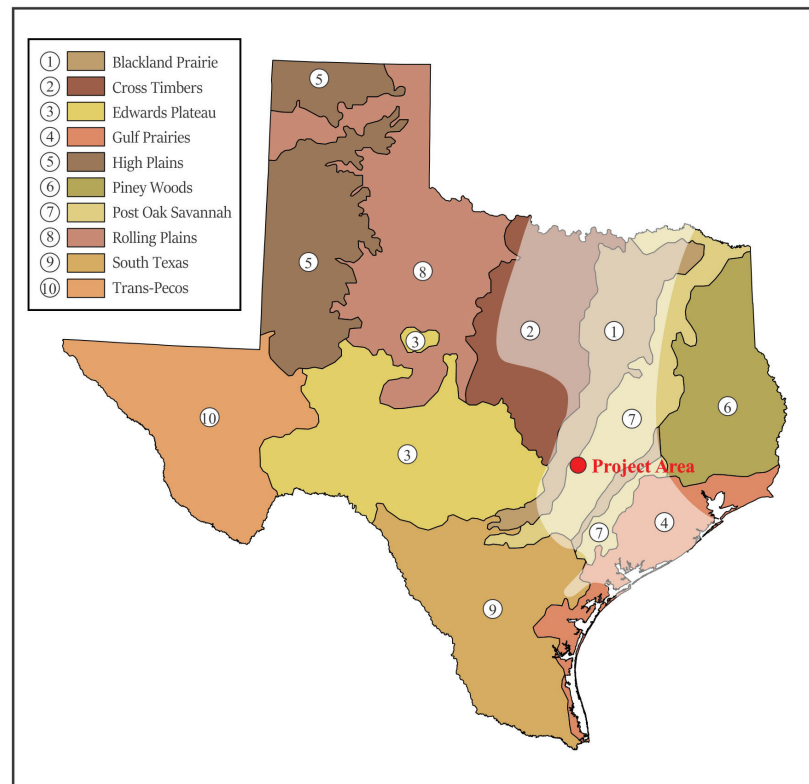 ① Blackland Prairie
② Cross Timbers
③ Edwards Plateau
④ Gulf Prairies
⑤ High Plains
⑥ Piney Woods
⑦ Post Oak Savannah
⑧ Rolling Plains
⑨ South Texas
⑩ Trans-Pecos
⑤
⑤
⑧
②
①
③
⑦
⑥
⑩
③
Project Area
④
⑦
⑨